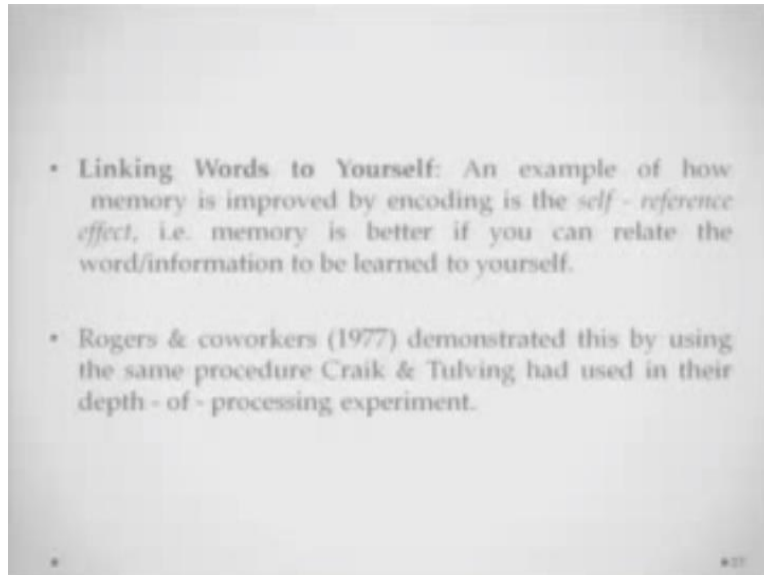 • Linking Words to Yourself: An example of how
memory is improved by encoding is the self - reference
effect, i.e. memory is better if you can relate the
word/information to be learned to yourself.
• Rogers & coworkers (1977) demonstrated this by using
the same procedure Craik & Tulving had used in their
depth - of - processing experiment.